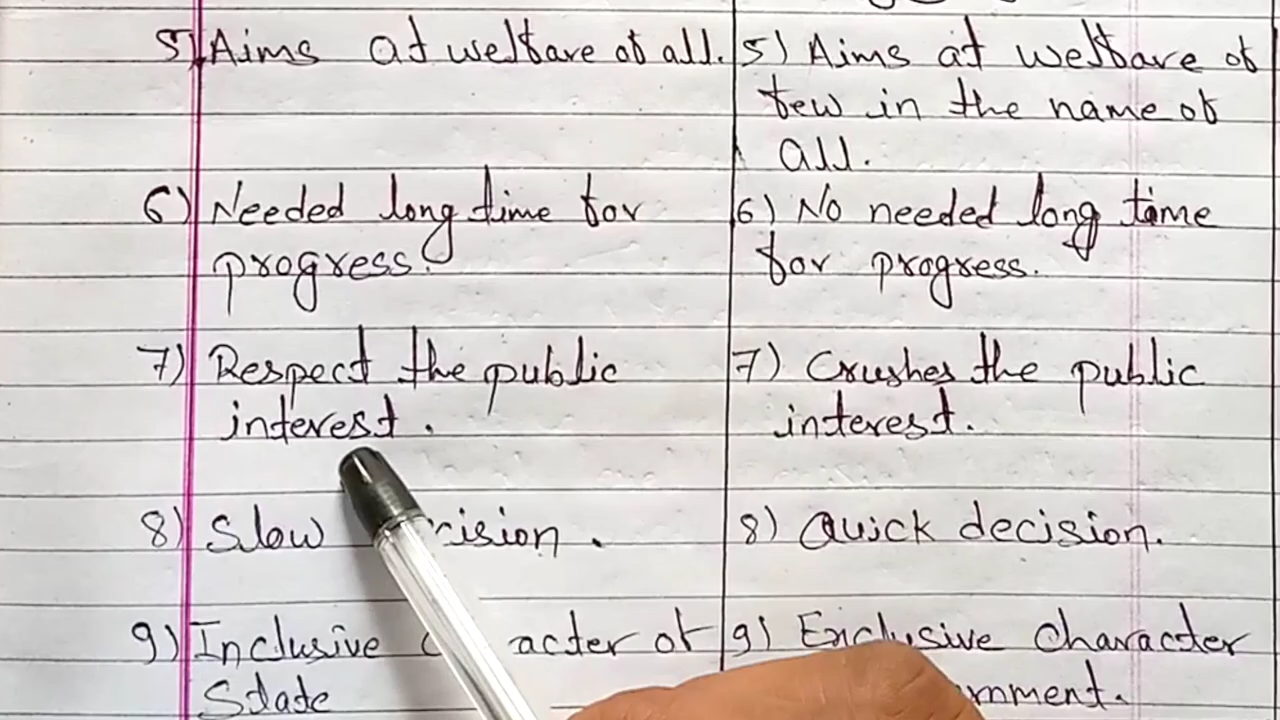 5) Aims at welfare of all.
6) Needed long time for
progress.
7) Respect the public
interest.
8) Slow
9) Inclusive of
State
5) Aims at welfare of
few in the name of
all.
6) No needed long time
for progress.
7) Crushes the public
interest.
8) Quick decision.
9) Exclusive Character